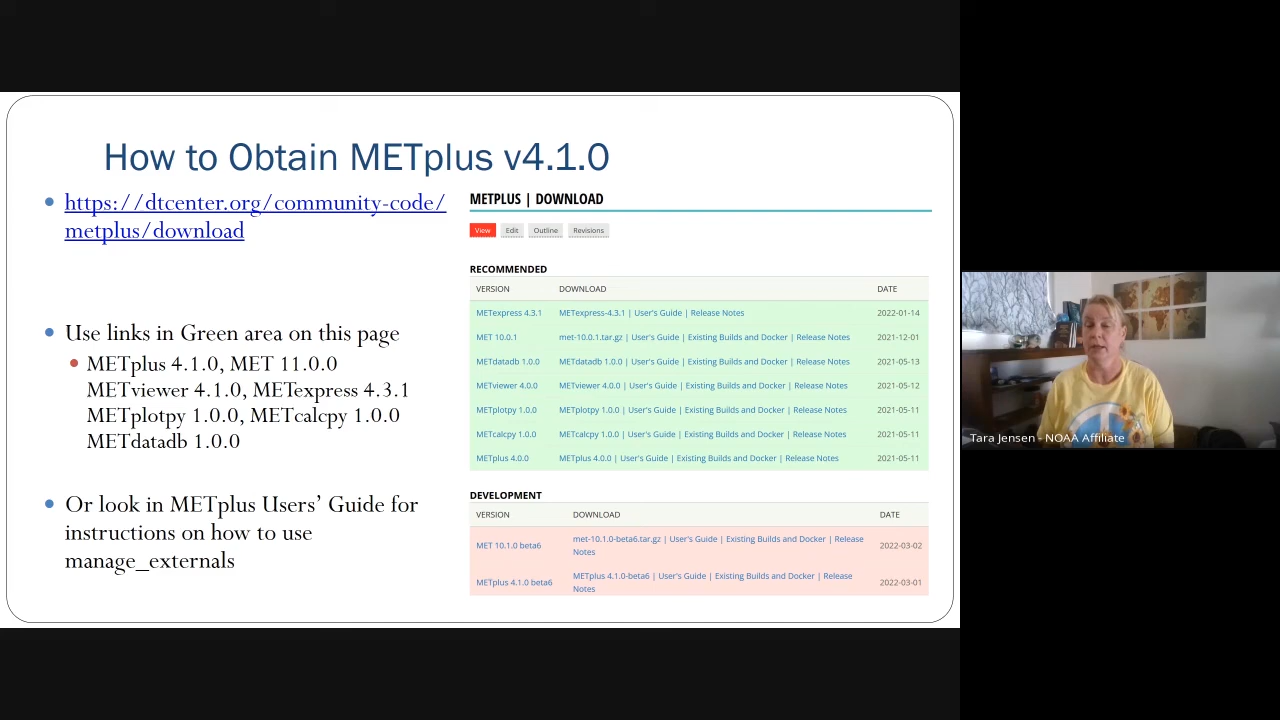 How to Obtain METplus v4.1.0
https://dtcenter.org/community-code/
metplus/download
Use links in Green area on this page
METplus 4.1.0, MET 11.0.0
METviewer 4.1.0, METexpress 4.3.1
METplotpy 1.0.0, METcalcpy 1.0.0
METdatadb 1.0.0
Or look in METplus Users’ Guide for
instructions on how to use
manage_externals
METPLUS | DOWNLOAD
View Edit Outline Revisions
RECOMMENDED
VERSION DOWNLOAD DATE
METexpress 4.3.1 METexpress-4.3.1 | User's Guide | Release Notes 2022-01-14
MET 10.0.1 met-10.0.1.tar.gz | User's Guide | Existing Builds and Docker | Release Notes 2021-12-01
METdatadb 1.0.0 METdatadb 1.0.0 | User's Guide | Existing Builds and Docker | Release Notes 2021-05-13
METviewer 4.0.0 METviewer 4.0.0 | User's Guide | Existing Builds and Docker | Release Notes 2021-05-12
METplotpy 1.0.0 METplotpy 1.0.0 | User's Guide | Existing Builds and Docker | Release Notes 2021-05-11
METcalcpy 1.0.0 METcalcpy 1.0.0 | User's Guide | Existing Builds and Docker | Release Notes 2021-05-11
METplus 4.0.0 METplus 4.0.0 | User's Guide | Existing Builds and Docker | Release Notes 2021-05-11
DEVELOPMENT
VERSION DOWNLOAD DATE
MET 10.1.0 beta6 met-10.1.0-beta6.tar.gz | User's Guide | Existing Builds and Docker | Release 2022-03-02
Notes
METplus 4.1.0 beta6 METplus 4.1.0-beta6 | User's Guide | Existing Builds and Docker | Release 2022-03-01
Notes
Tara Jensen - NOAA Affiliate